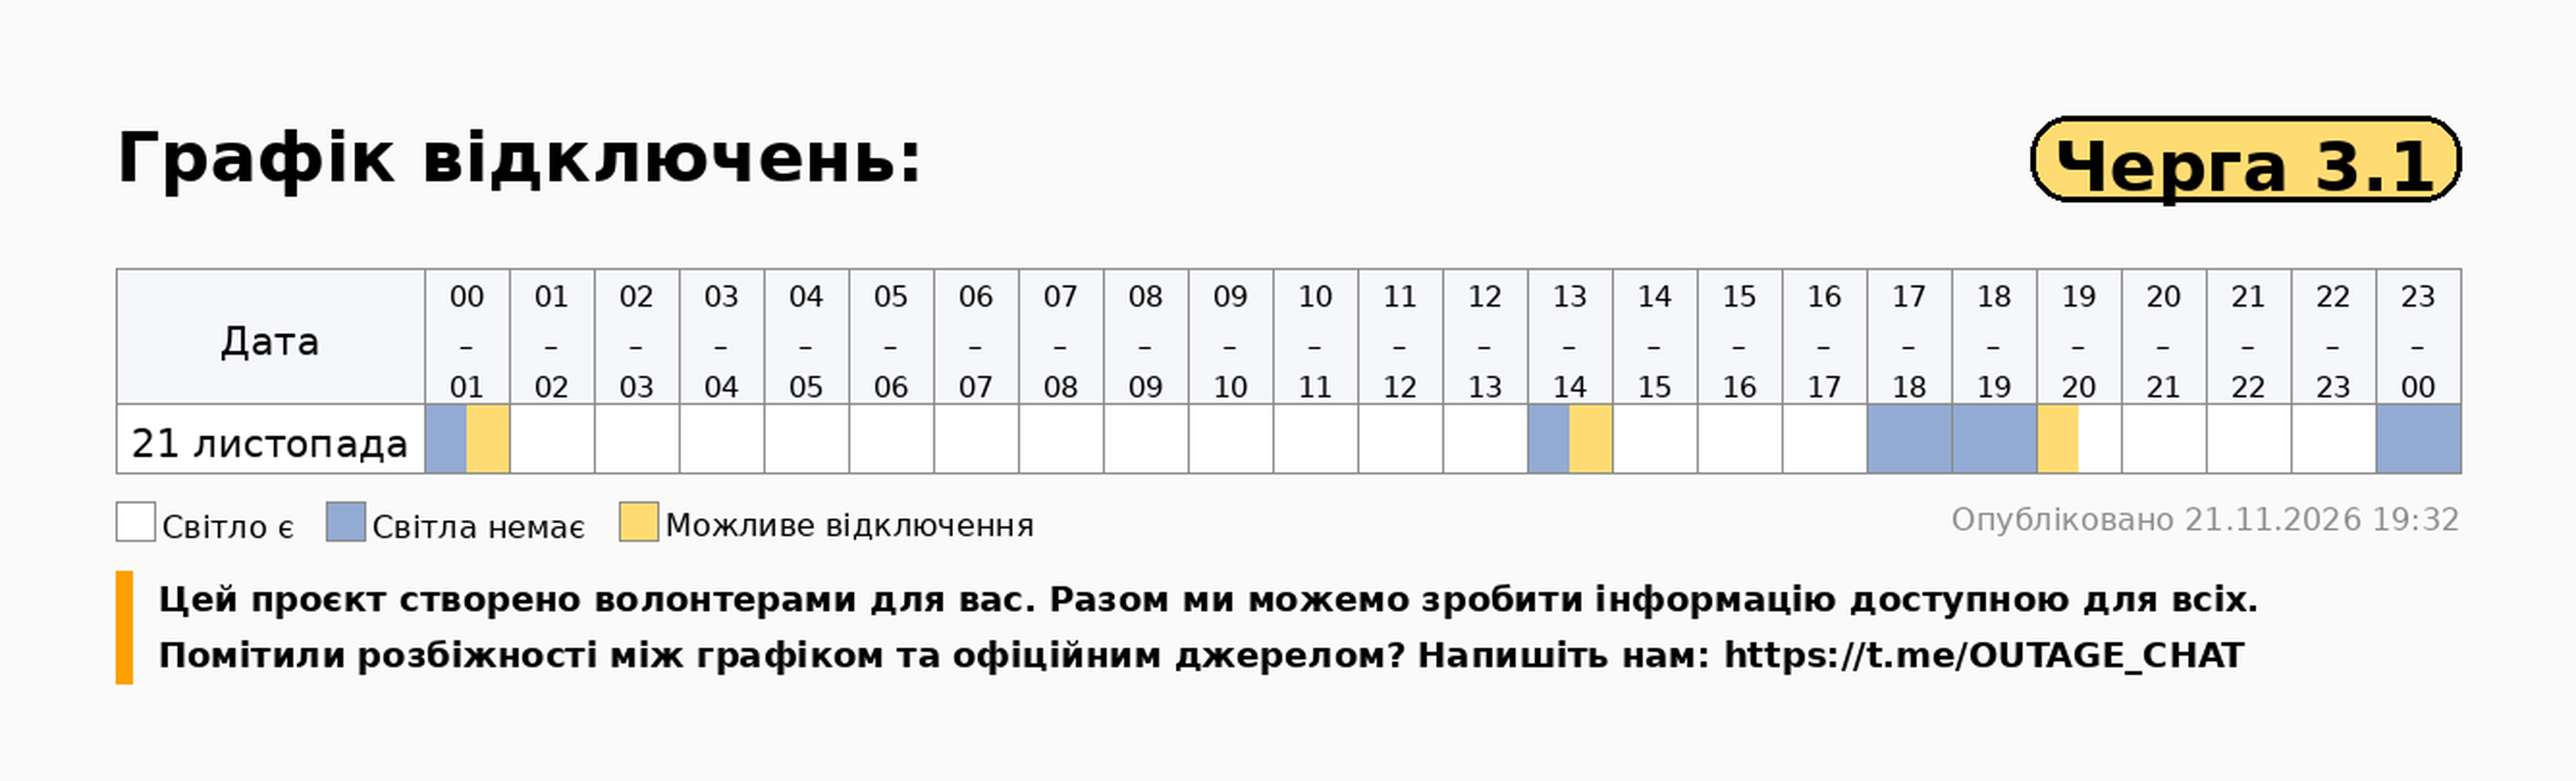 Графік відключень:
Черга 3.1
Дата
00 – 01
01 – 02
02 – 03
03 – 04
04 – 05
05 – 06
06 – 07
07 – 08
08 – 09
09 – 10
10 – 11
11 – 12
12 – 13
13 – 14
14 – 15
15 – 16
16 – 17
17 – 18
18 – 19
19 – 20
20 – 21
21 – 22
22 – 23
23 – 00
21 листопада
Світло є
Світла немає
Можливе відключення
Опубліковано 21.11.2026 19:32
Цей проєкт створено волонтерами для вас. Разом ми можемо зробити інформацію доступною для всіх.
Помітили розбіжності між графіком та офіційним джерелом? Напишіть нам: https://t.me/OUTAGE_CHAT